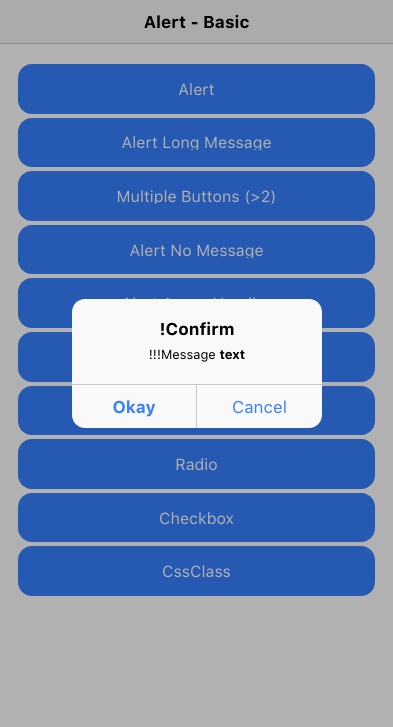 Alert - Basic
Alert
Alert Long Message
Multiple Buttons (>2)
Alert No Message
!Confirm
!!!Message text
Okay
Cancel
Radio
Checkbox
CssClass